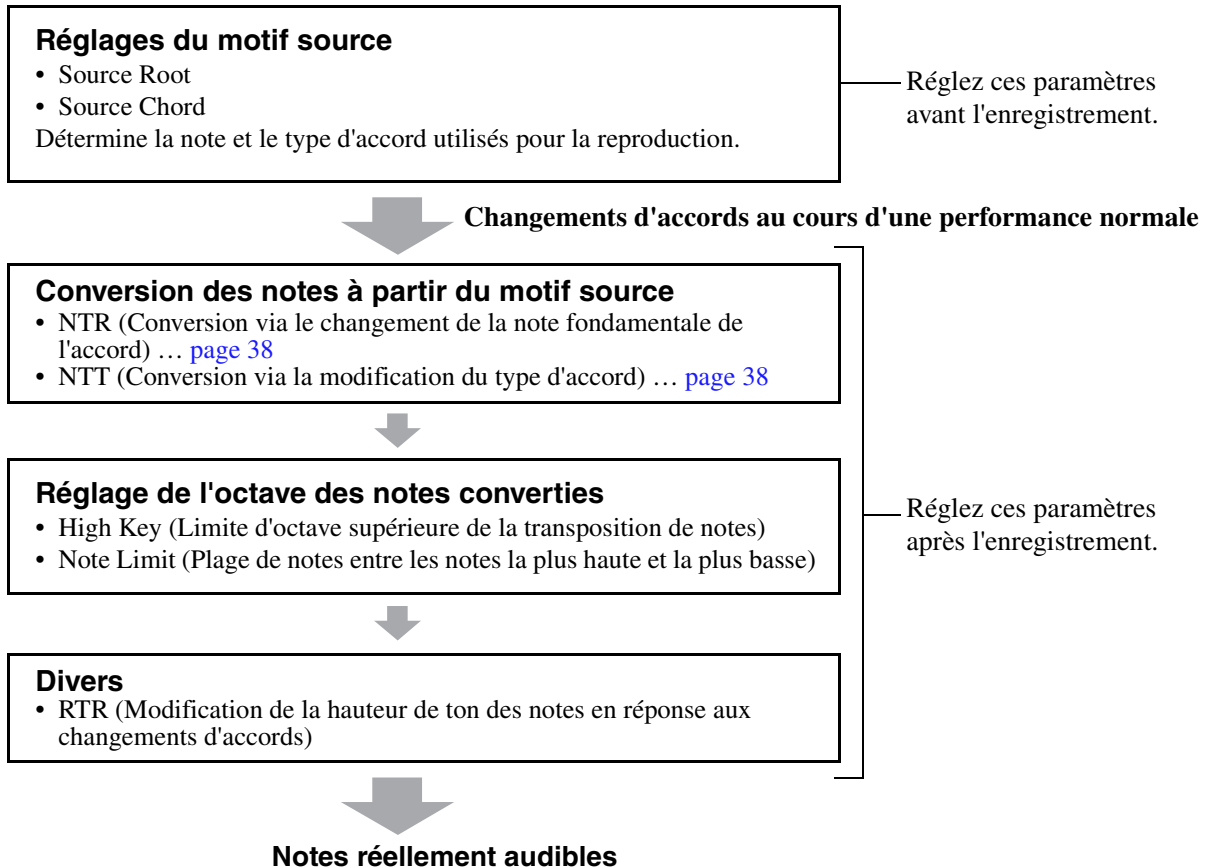 Réglages du motif source
• Source Root
• Source Chord
Détermine la note et le type d'accord utilisés pour la reproduction.
Réglez ces paramètres
avant l'enregistrement.
Changements d'accords au cours d'une performance normale
Conversion des notes à partir du motif source
• NTR (Conversion via le changement de la note fondamentale de
l'accord) … page 38
• NTT (Conversion via la modification du type d'accord) … page 38
Réglage de l'octave des notes converties
• High Key (Limite d'octave supérieure de la transposition de notes)
• Note Limit (Plage de notes entre les notes la plus haute et la plus basse)
Réglez ces paramètres
après l'enregistrement.
Divers
• RTR (Modification de la hauteur de ton des notes en réponse aux
changements d'accords)
Notes réellement audibles